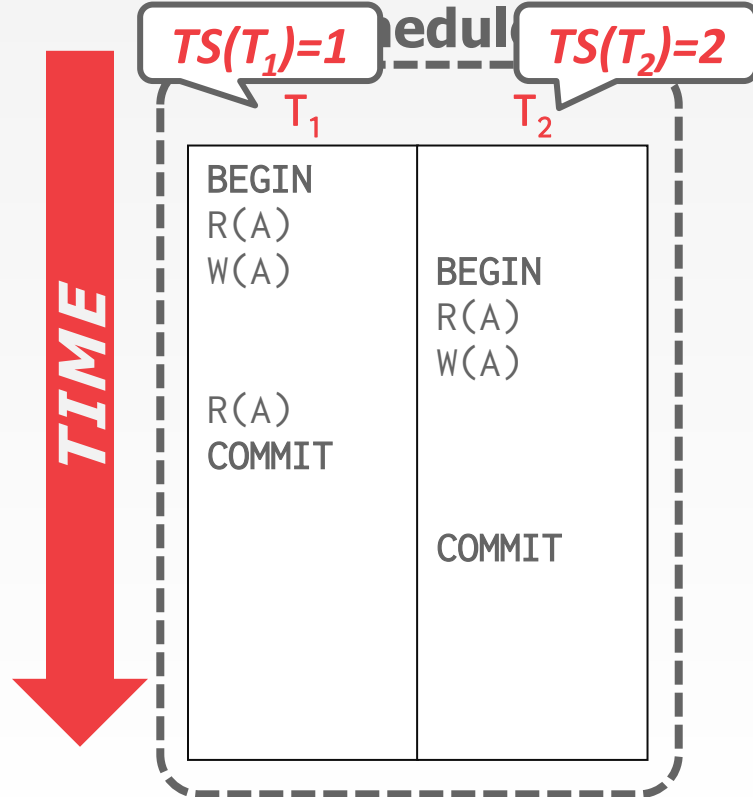 TS(T₁)=1
TS(T₂)=2
T₁
T₂
BEGIN
R(A)
W(A)
BEGIN
R(A)
W(A)
R(A)
COMMIT
COMMIT
TIME